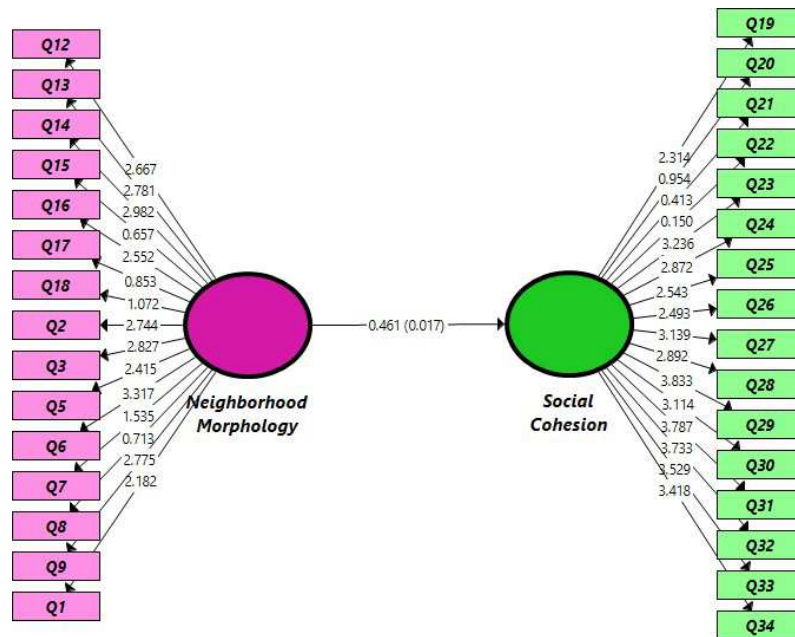 Q12
Q13
Q14
Q15
Q16
Q17
Q18
Q2
Q3
Q5
Q6
Q7
Q8
Q9
Q1
2.667
2.781
2.982
0.657
2.552
0.853
1.072
2.744
2.827
2.415
3.317
1.535
0.713
2.775
2.182
Neighborhood
Morphology
0.461 (0.017)
Social
Cohesion
2.314
0.954
0.413
0.150
3.236
2.872
2.543
2.493
3.139
2.892
3.833
3.114
3.787
3.733
3.529
3.418
Q19
Q20
Q21
Q22
Q23
Q24
Q25
Q26
Q27
Q28
Q29
Q30
Q31
Q32
Q33
Q34